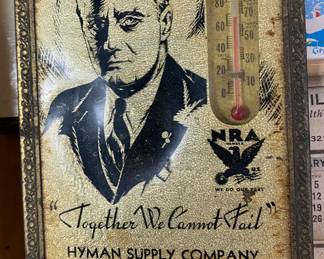 80
60
40
20
0
70
50
30
10
NRA
MEMBER
U.S.
WE DO OUR PART
"Together We Cannot Fail"
HYMAN SUPPLY COMPANY